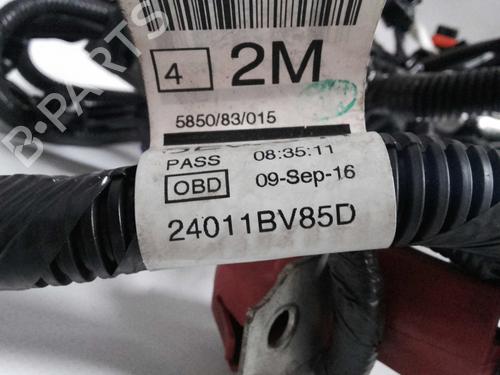 4 2M
5850/83/015
PASS 08:35:11
OBD 09-Sep-16
24011BV85D
B-PARTS